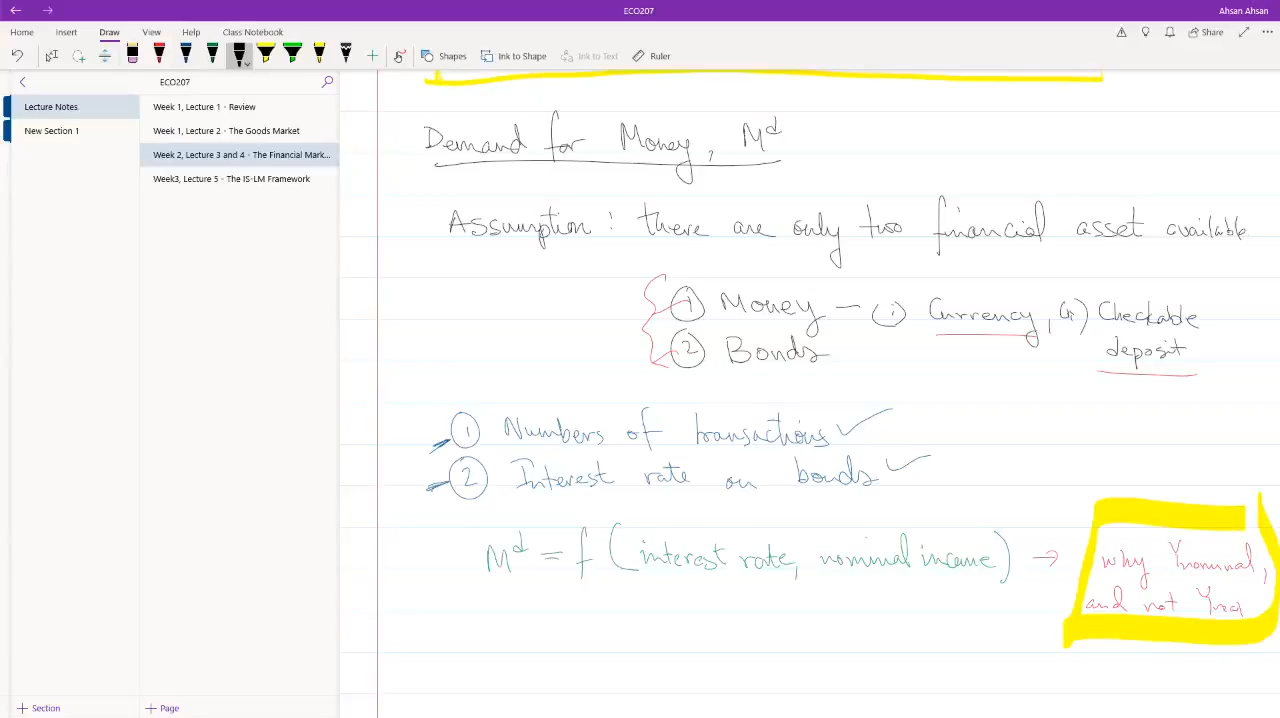 ECO207
Ahsan Ahsan
Home Insert Draw View Help Class Notebook
Share
Shapes Ink to Shape Ink to Text Ruler
ECO207
Lecture Notes
New Section 1
Week 1, Lecture 1 - Review
Week 1, Lecture 2 - The Goods Market
Week 2, Lecture 3 and 4 - The Financial Mark...
Week3, Lecture 5 - The IS-LM Framework
Demand for Money, Mᵈ
Assumption: there are only two financial asset available
① Money – (i) Currency, (ii) Checkable
deposit
② Bonds
① Numbers of transactions ✓
② Interest rate on bonds ✓
Mᵈ = f (interest rate, nominal income) →
why Ynominal,
and not Yreal
+ Section
+ Page